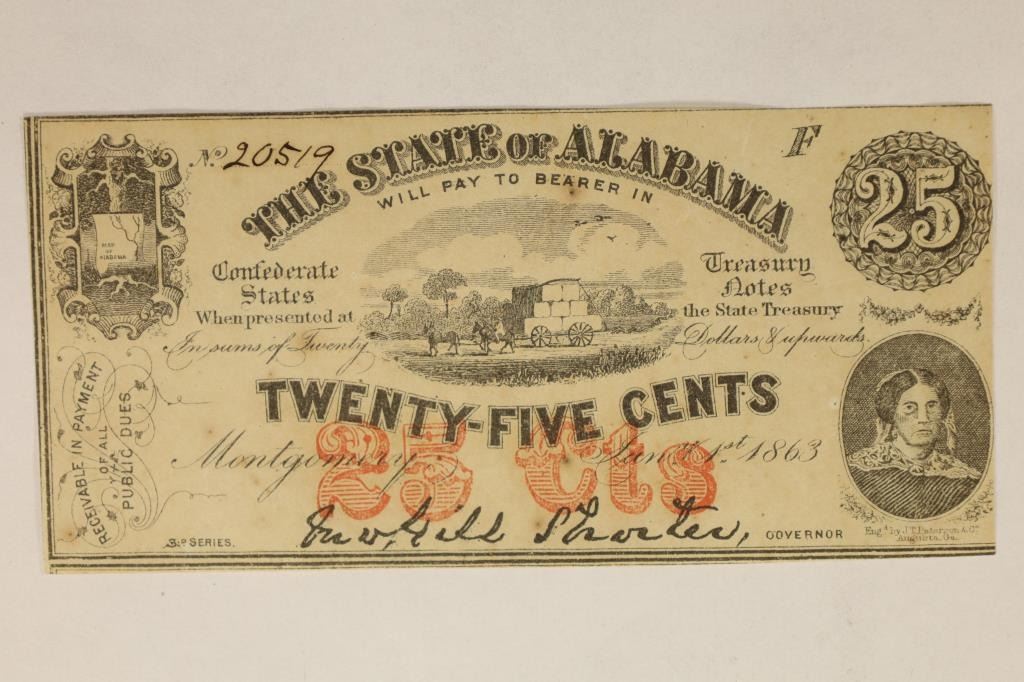 No. 20519
F
THE STATE OF ALABAMA
WILL PAY TO BEARER IN
25
MAP
OF
ALABAMA
Confederate
States
Treasury
Notes
When presented at
the State Treasury
In sums of Twenty
Dollars & upwards.
TWENTY-FIVE CENTS
25 Cts
Montgomery
Jany. 1st. 1863
RECEIVABLE IN PAYMENT
OF ALL
PUBLIC DUES
3D SERIES.
Jno. Gill Shorter,
GOVERNOR
Engd. by J.T. Paterson & Co.
Augusta, Ga.